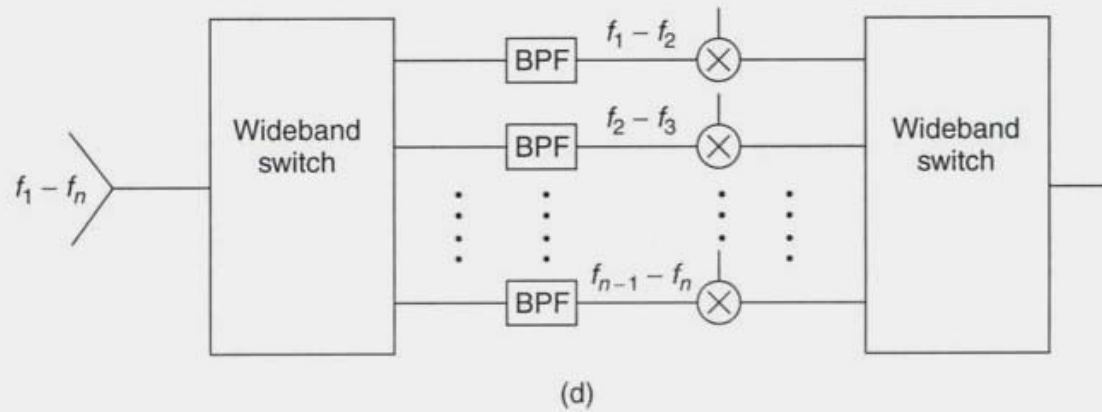 f₁ – fₙ
Wideband
switch
BPF
f₁ – f₂
BPF
f₂ – f₃
BPF
fₙ₋₁ – fₙ
Wideband
switch
(d)